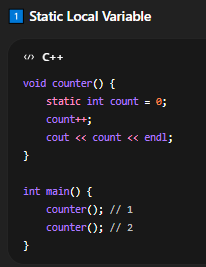 1 Static Local Variable
</> C++
void counter() {
    static int count = 0;
    count++;
    cout << count << endl;
}

int main() {
    counter(); // 1
    counter(); // 2
}